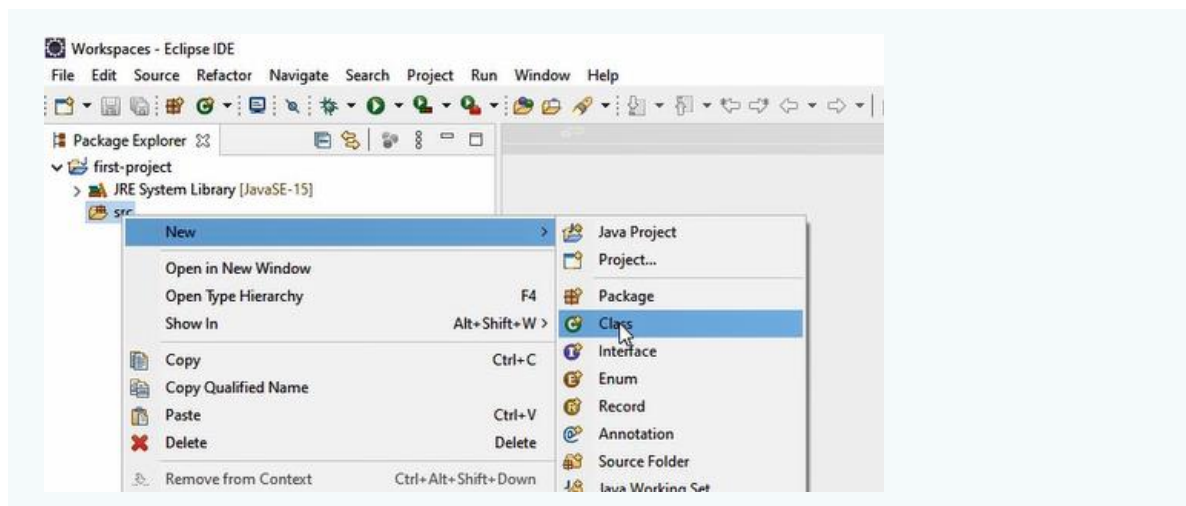 Workspaces - Eclipse IDE
File Edit Source Refactor Navigate Search Project Run Window Help
Package Explorer
first-project
JRE System Library [JavaSE-15]
src
New
Open in New Window
Open Type Hierarchy F4
Show In Alt+Shift+W >
Copy Ctrl+C
Copy Qualified Name
Paste Ctrl+V
Delete Delete
Remove from Context Ctrl+Alt+Shift+Down
Java Project
Project...
Package
Class
Interface
Enum
Record
Annotation
Source Folder
Java Working Set